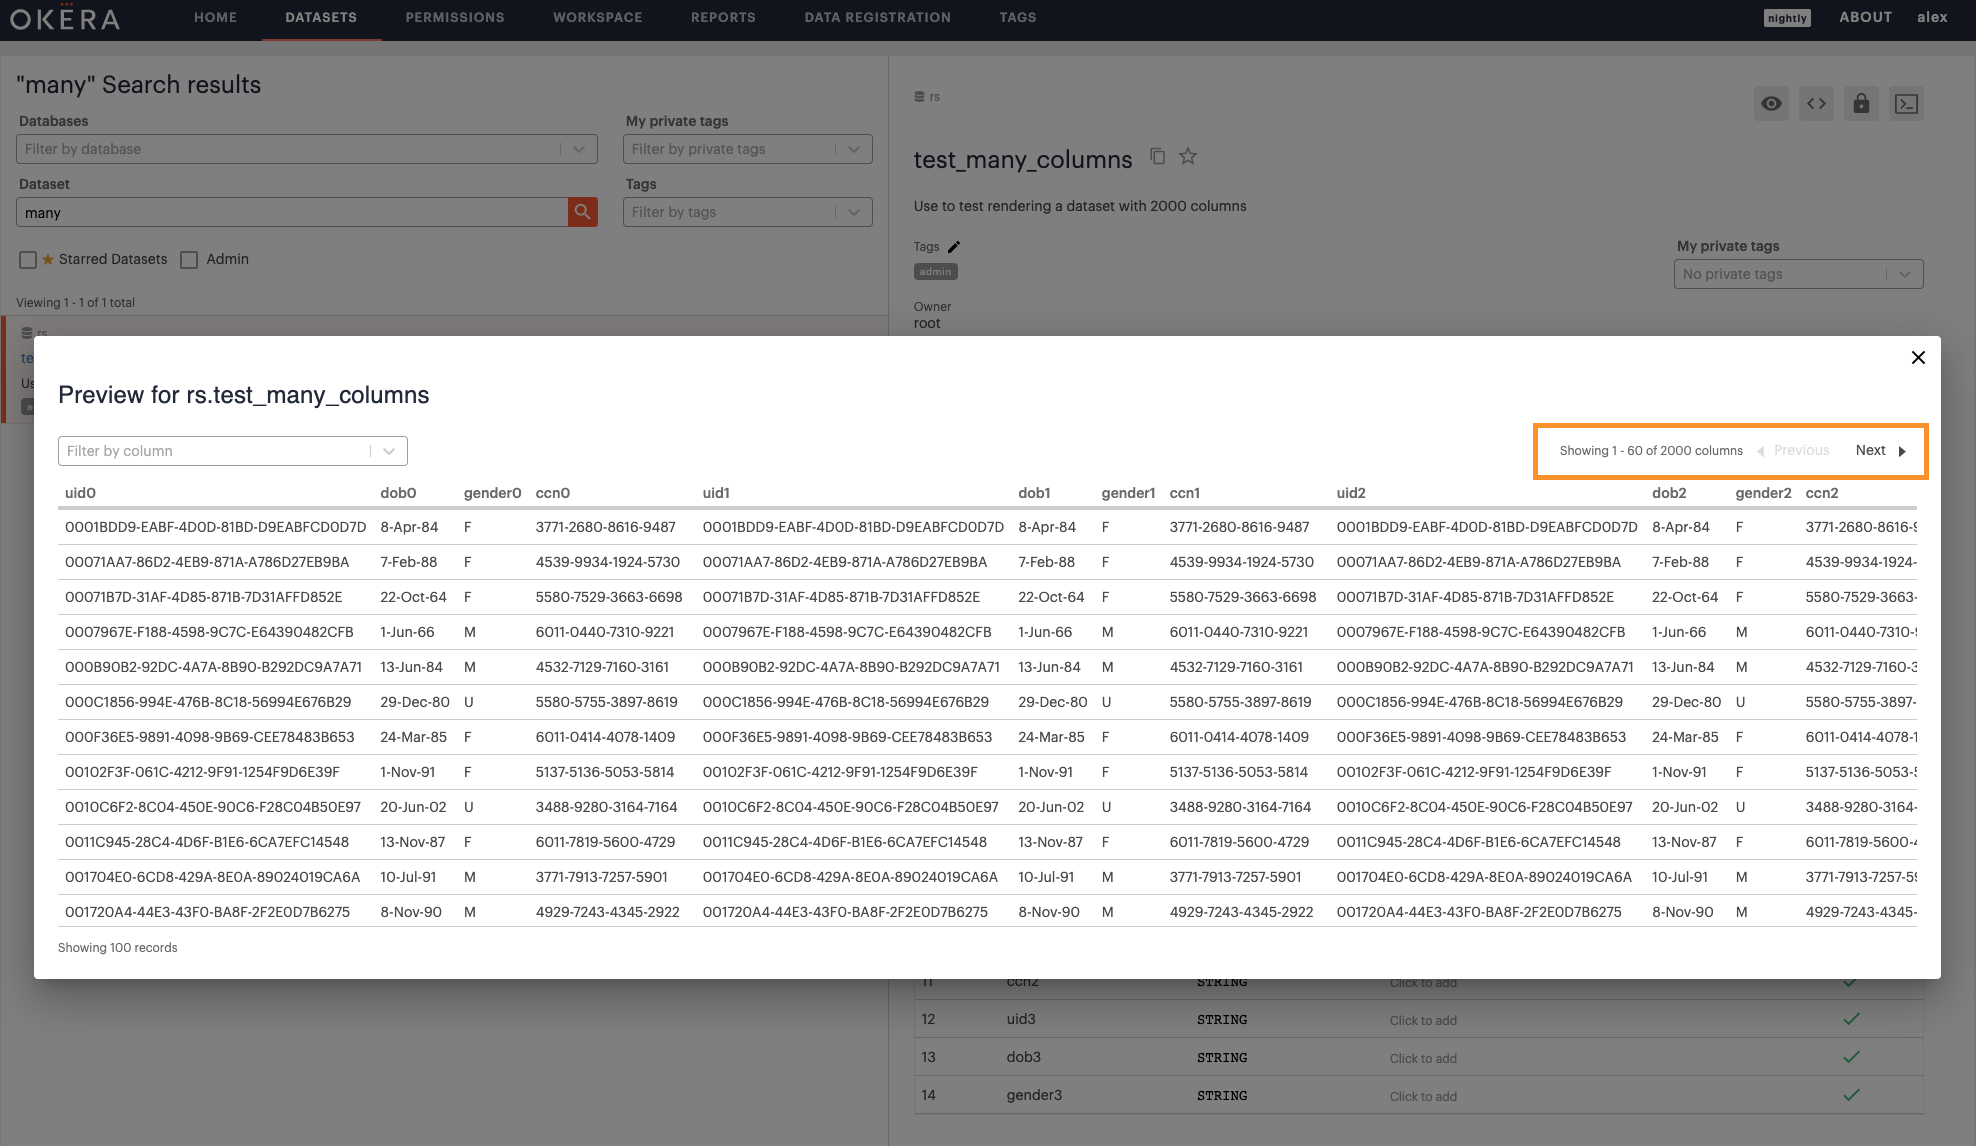 OKERA HOME DATASETS PERMISSIONS WORKSPACE REPORTS DATA REGISTRATION TAGS nightly ABOUT alex
"many" Search results
Databases My private tags
Filter by database Filter by private tags
Dataset Tags
many Filter by tags
Starred Datasets Admin
Viewing 1 - 1 of 1 total
rs
te
Us
a
rs
test_many_columns
Use to test rendering a dataset with 2000 columns
Tags
admin
My private tags
No private tags
Owner
root
Preview for rs.test_many_columns
Filter by column Showing 1 - 60 of 2000 columns Previous Next
uid0 dob0 gender0 ccn0 uid1 dob1 gender1 ccn1 uid2 dob2 gender2 ccn2
0001BDD9-EABF-4D0D-81BD-D9EABFCD0D7D 8-Apr-84 F 3771-2680-8616-9487 0001BDD9-EABF-4D0D-81BD-D9EABFCD0D7D 8-Apr-84 F 3771-2680-8616-9487 0001BDD9-EABF-4D0D-81BD-D9EABFCD0D7D 8-Apr-84 F 3771-2680-8616-9
00071AA7-86D2-4EB9-871A-A786D27EB9BA 7-Feb-88 F 4539-9934-1924-5730 00071AA7-86D2-4EB9-871A-A786D27EB9BA 7-Feb-88 F 4539-9934-1924-5730 00071AA7-86D2-4EB9-871A-A786D27EB9BA 7-Feb-88 F 4539-9934-1924-
00071B7D-31AF-4D85-871B-7D31AFFD852E 22-Oct-64 F 5580-7529-3663-6698 00071B7D-31AF-4D85-871B-7D31AFFD852E 22-Oct-64 F 5580-7529-3663-6698 00071B7D-31AF-4D85-871B-7D31AFFD852E 22-Oct-64 F 5580-7529-3663-
0007967E-F188-4598-9C7C-E64390482CFB 1-Jun-66 M 6011-0440-7310-9221 0007967E-F188-4598-9C7C-E64390482CFB 1-Jun-66 M 6011-0440-7310-9221 0007967E-F188-4598-9C7C-E64390482CFB 1-Jun-66 M 6011-0440-7310-9
000B90B2-92DC-4A7A-8B90-B292DC9A7A71 13-Jun-84 M 4532-7129-7160-3161 000B90B2-92DC-4A7A-8B90-B292DC9A7A71 13-Jun-84 M 4532-7129-7160-3161 000B90B2-92DC-4A7A-8B90-B292DC9A7A71 13-Jun-84 M 4532-7129-7160-3
000C1856-994E-476B-8C18-56994E676B29 29-Dec-80 U 5580-5755-3897-8619 000C1856-994E-476B-8C18-56994E676B29 29-Dec-80 U 5580-5755-3897-8619 000C1856-994E-476B-8C18-56994E676B29 29-Dec-80 U 5580-5755-3897-
000F36E5-9891-4098-9B69-CEE78483B653 24-Mar-85 F 6011-0414-4078-1409 000F36E5-9891-4098-9B69-CEE78483B653 24-Mar-85 F 6011-0414-4078-1409 000F36E5-9891-4098-9B69-CEE78483B653 24-Mar-85 F 6011-0414-4078-1
00102F3F-061C-4212-9F91-1254F9D6E39F 1-Nov-91 F 5137-5136-5053-5814 00102F3F-061C-4212-9F91-1254F9D6E39F 1-Nov-91 F 5137-5136-5053-5814 00102F3F-061C-4212-9F91-1254F9D6E39F 1-Nov-91 F 5137-5136-5053-5
0010C6F2-8C04-450E-90C6-F28C04B50E97 20-Jun-02 U 3488-9280-3164-7164 0010C6F2-8C04-450E-90C6-F28C04B50E97 20-Jun-02 U 3488-9280-3164-7164 0010C6F2-8C04-450E-90C6-F28C04B50E97 20-Jun-02 U 3488-9280-3164-
0011C945-28C4-4D6F-B1E6-6CA7EFC14548 13-Nov-87 F 6011-7819-5600-4729 0011C945-28C4-4D6F-B1E6-6CA7EFC14548 13-Nov-87 F 6011-7819-5600-4729 0011C945-28C4-4D6F-B1E6-6CA7EFC14548 13-Nov-87 F 6011-7819-5600-4
001704E0-6CD8-429A-8E0A-89024019CA6A 10-Jul-91 M 3771-7913-7257-5901 001704E0-6CD8-429A-8E0A-89024019CA6A 10-Jul-91 M 3771-7913-7257-5901 001704E0-6CD8-429A-8E0A-89024019CA6A 10-Jul-91 M 3771-7913-7257-59
001720A4-44E3-43F0-BA8F-2F2E0D7B6275 8-Nov-90 M 4929-7243-4345-2922 001720A4-44E3-43F0-BA8F-2F2E0D7B6275 8-Nov-90 M 4929-7243-4345-2922 001720A4-44E3-43F0-BA8F-2F2E0D7B6275 8-Nov-90 M 4929-7243-4345-
Showing 100 records
11 ccn2 STRING Click to add
12 uid3 STRING Click to add
13 dob3 STRING Click to add
14 gender3 STRING Click to add